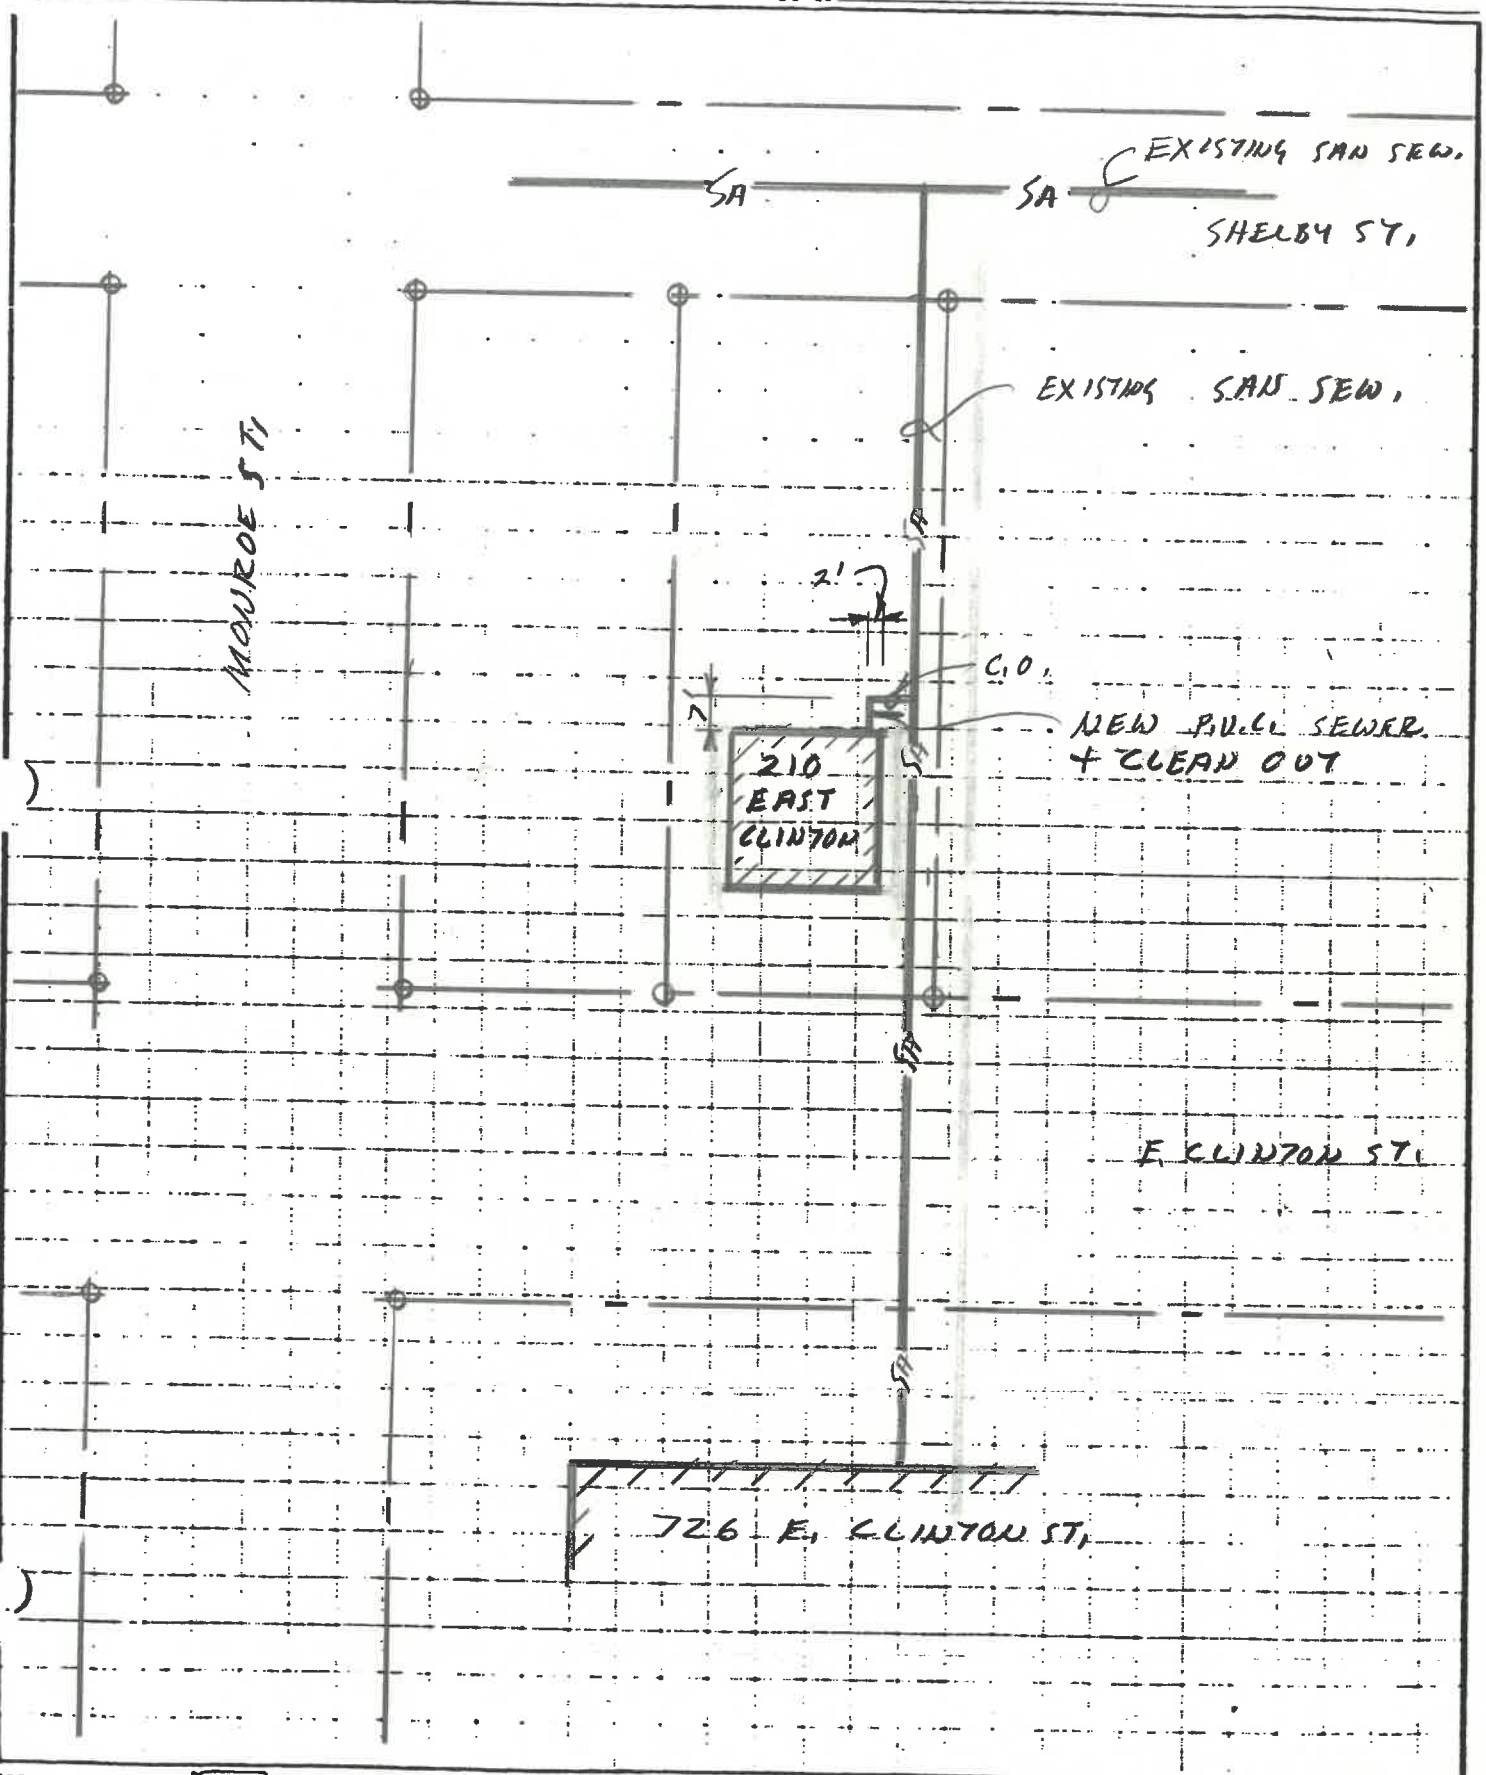 EXISTING SAN SEW.
SA
SA
SHELBY ST.
EXISTING SAN SEW.
MONROE ST.
SA
2'
C.O.
7'
NEW P.V.C. SEWER
+ CLEAN OUT
SA
210
EAST
CLINTON
SA
E. CLINTON ST.
SA
726 E. CLINTON ST.